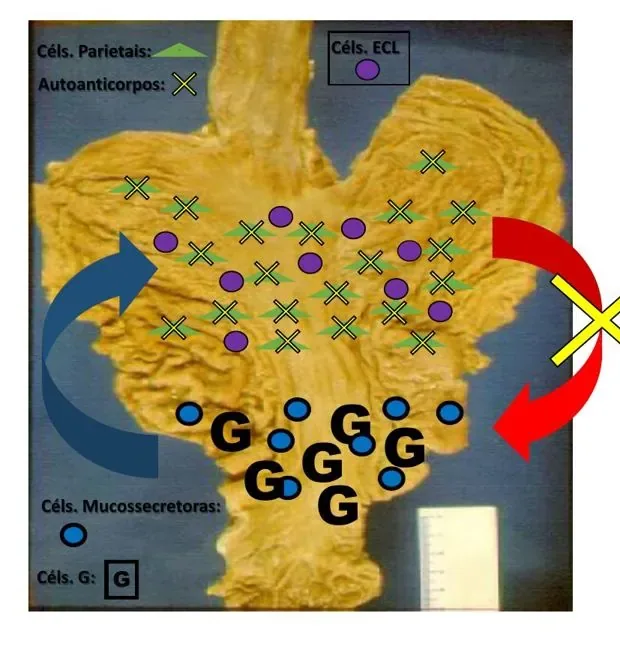 Céls. Parietais:
Autoanticorpos:
Céls. ECL
G
G
G
G
G
G
Céls. Mucossecretoras:
Céls. G: G